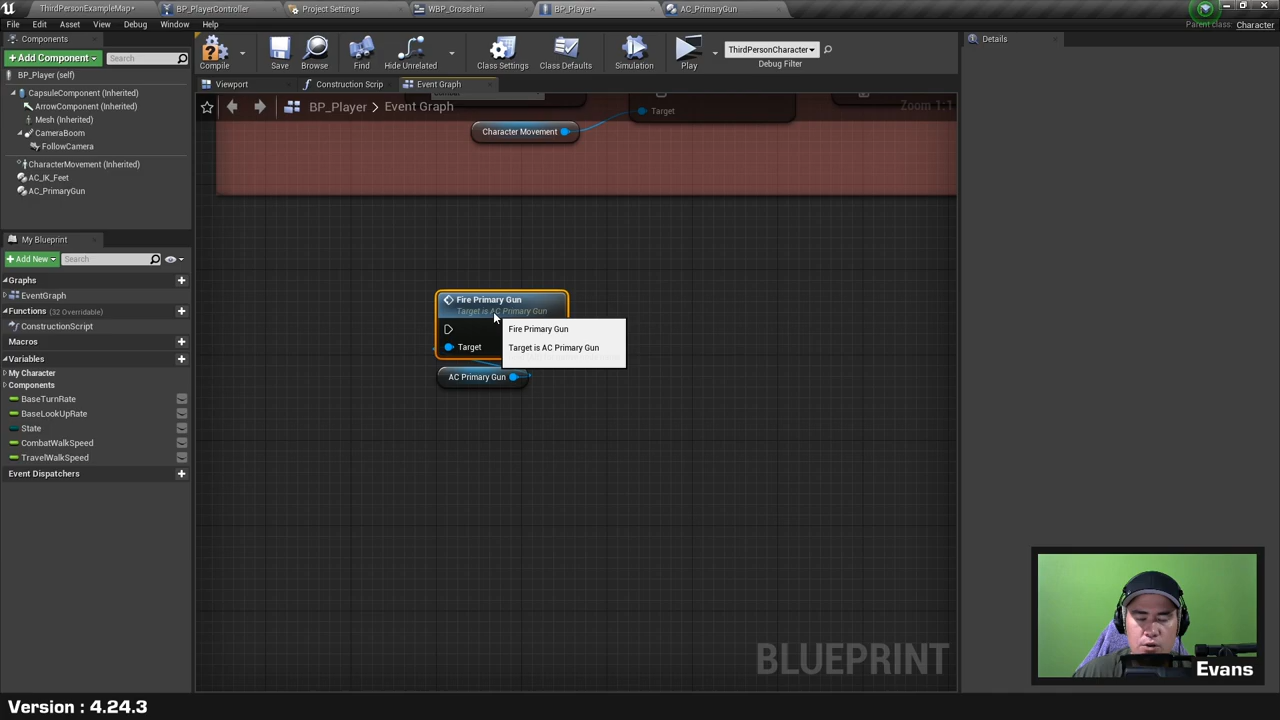 ThirdPersonExampleMap*
BP_PlayerController
Project Settings
WBP_Crosshair
BP_Player*
AC_PrimaryGun
File Edit Asset View Debug Window Help
Parent class: Character
Components
+ Add Component
Search
BP_Player (self)
CapsuleComponent (Inherited)
ArrowComponent (Inherited)
Mesh (Inherited)
CameraBoom
FollowCamera
CharacterMovement (Inherited)
AC_IK_Feet
AC_PrimaryGun
My Blueprint
+ Add New
Search
Graphs
EventGraph
Functions (32 Overridable)
ConstructionScript
Macros
Variables
My Character
Components
BaseTurnRate
BaseLookUpRate
State
CombatWalkSpeed
TravelWalkSpeed
Event Dispatchers
Compile
Save
Browse
Find
Hide Unrelated
Class Settings
Class Defaults
Simulation
Play
ThirdPersonCharacter
Debug Filter
Viewport
Construction Scrip
Event Graph
BP_Player > Event Graph
Zoom 1:1
Target
Character Movement
Fire Primary Gun
Target is AC Primary Gun
Target
AC Primary Gun
Fire Primary Gun
Target is AC Primary Gun
BLUEPRINT
Details
Evans
Version : 4.24.3